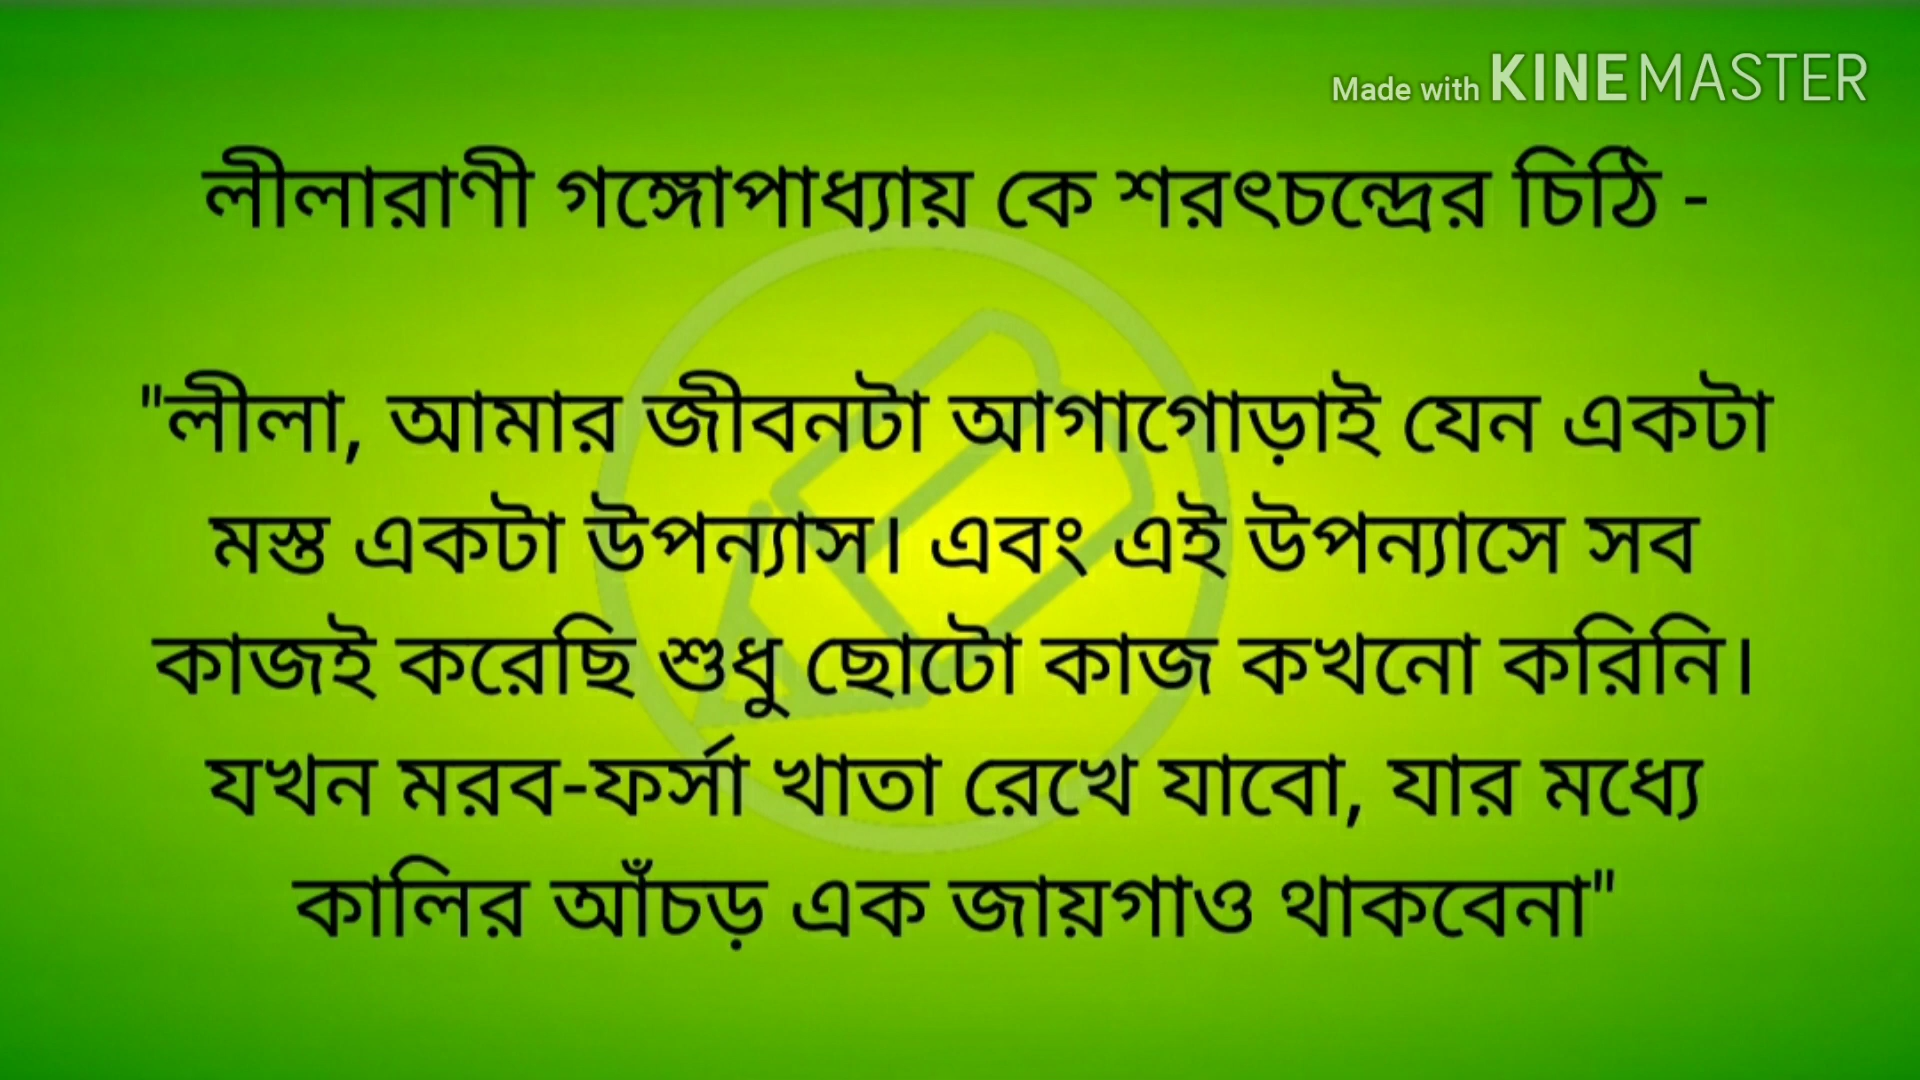 Made with KINEMASTER
লীলারাণী গঙ্গোপাধ্যায় কে শরৎচন্দ্রের চিঠি -
"লীলা, আমার জীবনটা আগাগোড়াই যেন একটা
মস্ত একটা উপন্যাস। এবং এই উপন্যাসে সব
কাজই করেছি শুধু ছোটো কাজ কখনো করিনি।
যখন মরব-ফর্সা খাতা রেখে যাবো, যার মধ্যে
কালির আঁচড় এক জায়গাও থাকবেনা"